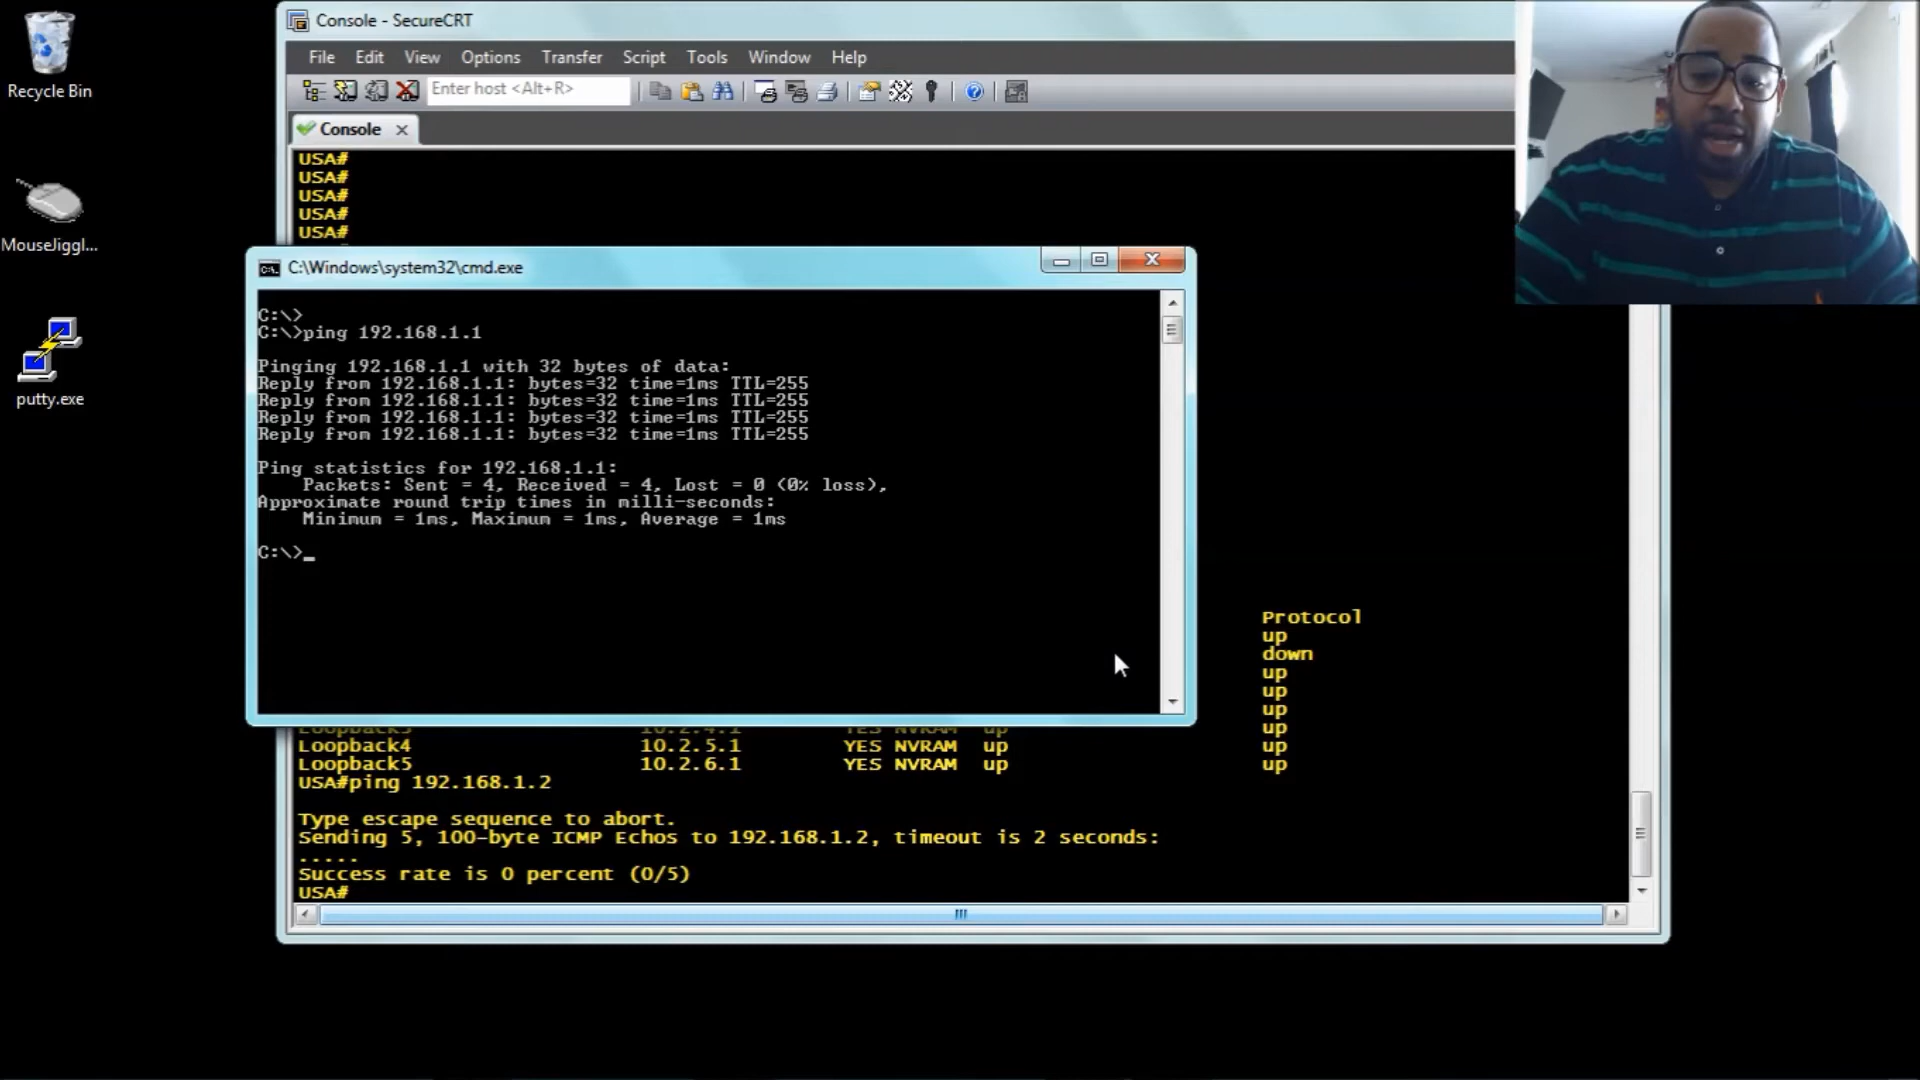 Recycle Bin
MouseJiggl...
putty.exe
Console - SecureCRT
File Edit View Options Transfer Script Tools Window Help
Enter host <Alt+R>
Console
USA#
USA#
USA#
USA#
USA#
C:\Windows\system32\cmd.exe
C:\>
C:\>ping 192.168.1.1
Pinging 192.168.1.1 with 32 bytes of data:
Reply from 192.168.1.1: bytes=32 time=1ms TTL=255
Reply from 192.168.1.1: bytes=32 time=1ms TTL=255
Reply from 192.168.1.1: bytes=32 time=1ms TTL=255
Reply from 192.168.1.1: bytes=32 time=1ms TTL=255
Ping statistics for 192.168.1.1:
Packets: Sent = 4, Received = 4, Lost = 0 (0% loss),
Approximate round trip times in milli-seconds:
Minimum = 1ms, Maximum = 1ms, Average = 1ms
C:\>_
Protocol
up
down
up
up
up
up
Loopback3 10.2.4.1 YES NVRAM up
Loopback4 10.2.5.1 YES NVRAM up up
Loopback5 10.2.6.1 YES NVRAM up up
USA#ping 192.168.1.2
Type escape sequence to abort.
Sending 5, 100-byte ICMP Echos to 192.168.1.2, timeout is 2 seconds:
.....
Success rate is 0 percent (0/5)
USA#